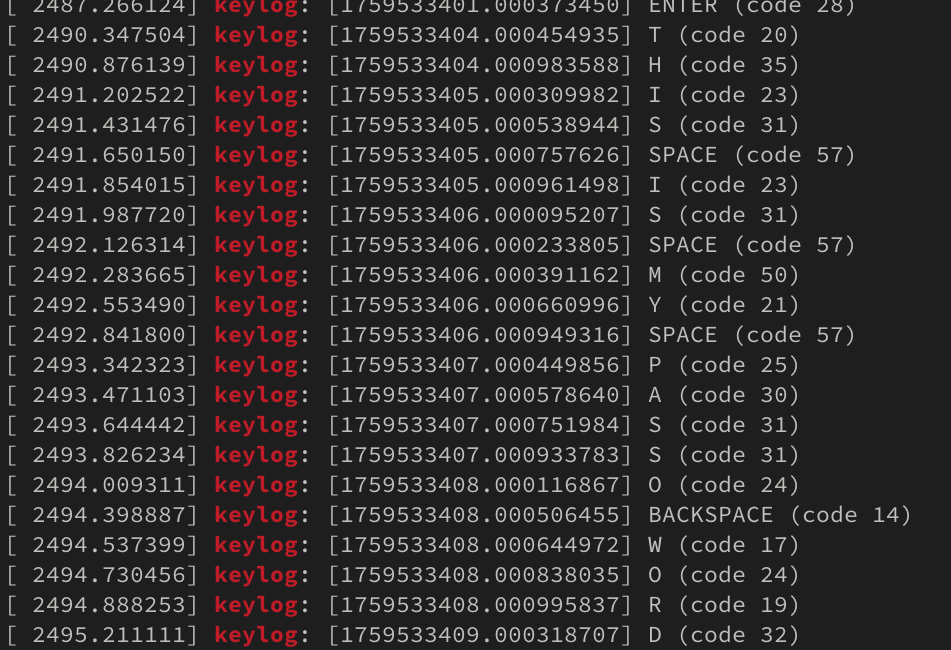 [ 2487.266124] keylog: [1759533401.000373450] ENTER (code 28)
[ 2490.347504] keylog: [1759533404.000454935] T (code 20)
[ 2490.876139] keylog: [1759533404.000983588] H (code 35)
[ 2491.202522] keylog: [1759533405.000309982] I (code 23)
[ 2491.431476] keylog: [1759533405.000538944] S (code 31)
[ 2491.650150] keylog: [1759533405.000757626] SPACE (code 57)
[ 2491.854015] keylog: [1759533405.000961498] I (code 23)
[ 2491.987720] keylog: [1759533406.000095207] S (code 31)
[ 2492.126314] keylog: [1759533406.000233805] SPACE (code 57)
[ 2492.283665] keylog: [1759533406.000391162] M (code 50)
[ 2492.553490] keylog: [1759533406.000660996] Y (code 21)
[ 2492.841800] keylog: [1759533406.000949316] SPACE (code 57)
[ 2493.342323] keylog: [1759533407.000449856] P (code 25)
[ 2493.471103] keylog: [1759533407.000578640] A (code 30)
[ 2493.644442] keylog: [1759533407.000751984] S (code 31)
[ 2493.826234] keylog: [1759533407.000933783] S (code 31)
[ 2494.009311] keylog: [1759533408.000116867] O (code 24)
[ 2494.398887] keylog: [1759533408.000506455] BACKSPACE (code 14)
[ 2494.537399] keylog: [1759533408.000644972] W (code 17)
[ 2494.730456] keylog: [1759533408.000838035] O (code 24)
[ 2494.888253] keylog: [1759533408.000995837] R (code 19)
[ 2495.211111] keylog: [1759533409.000318707] D (code 32)